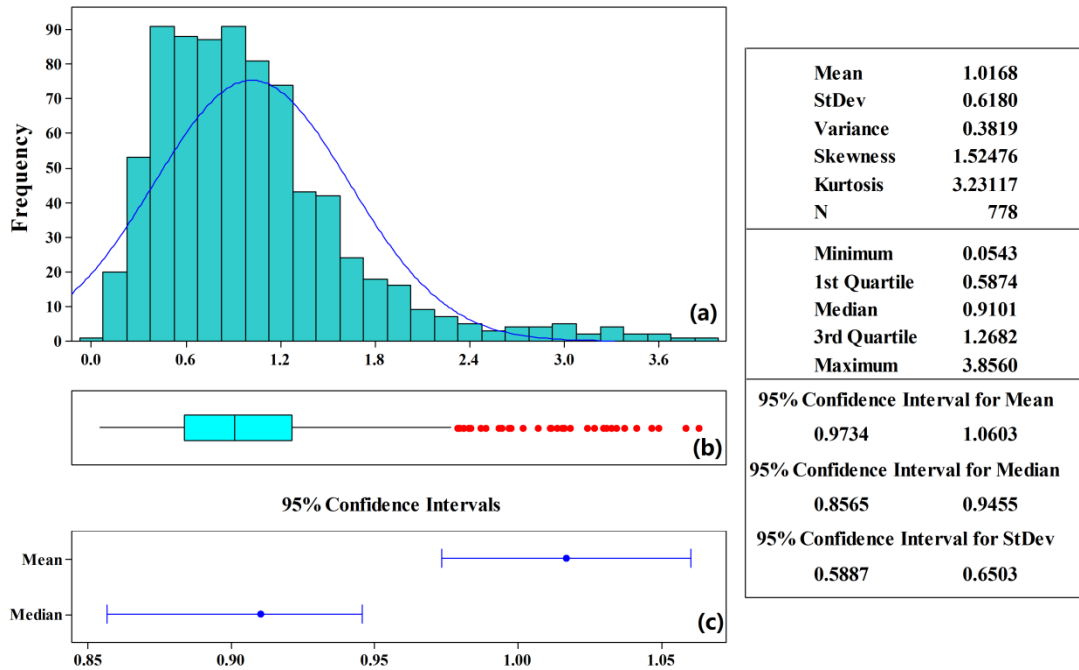 90
80
70
60
50
40
30
20
10
0
Frequency
(a)
0.0 0.6 1.2 1.8 2.4 3.0 3.6
(b)
95% Confidence Intervals
Mean
Median
(c)
0.85 0.90 0.95 1.00 1.05
Mean 1.0168
StDev 0.6180
Variance 0.3819
Skewness 1.52476
Kurtosis 3.23117
N 778
Minimum 0.0543
1st Quartile 0.5874
Median 0.9101
3rd Quartile 1.2682
Maximum 3.8560
95% Confidence Interval for Mean
0.9734 1.0603
95% Confidence Interval for Median
0.8565 0.9455
95% Confidence Interval for StDev
0.5887 0.6503